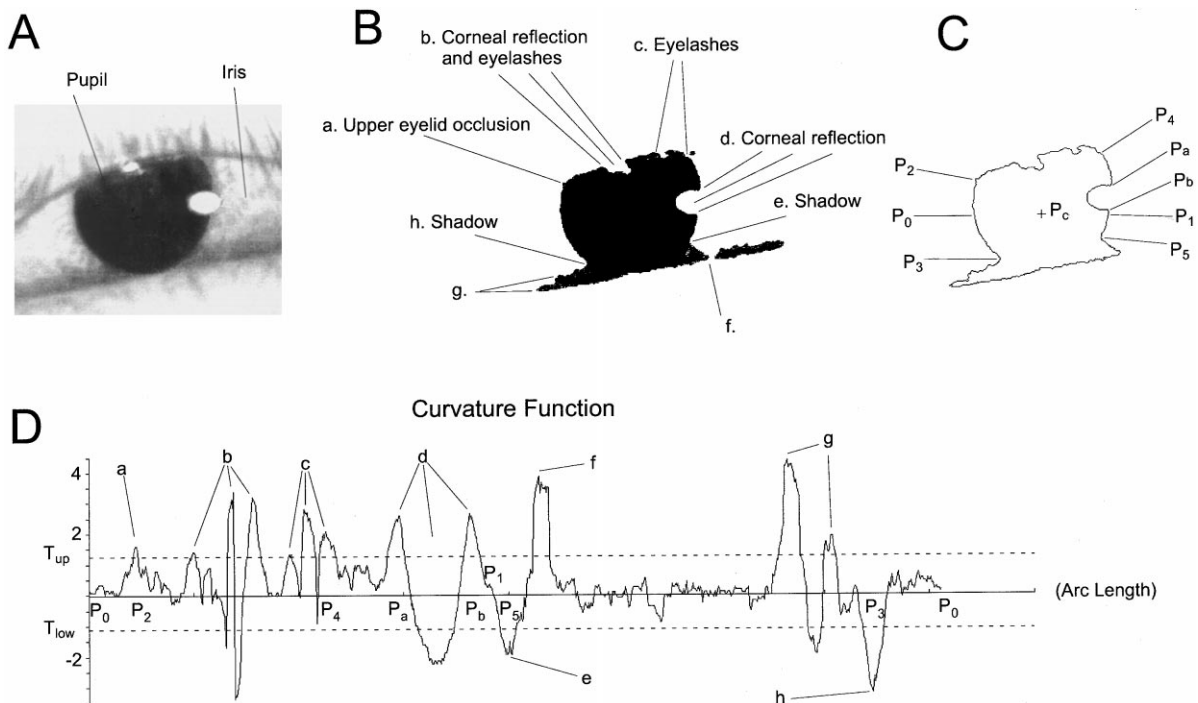 A
Pupil
Iris
B
b. Corneal reflection
and eyelashes
c. Eyelashes
a. Upper eyelid occlusion
d. Corneal reflection
h. Shadow
e. Shadow
g.
f.
C
P4
P2
Pa
Pb
P0
+ Pc
P1
P3
P5
Curvature Function
D
4
a
b
c
d
f
g
2
Tup
P1
P0
P2
P4
Pa
Pb
P5
P3
P0
(Arc Length)
Tlow
-2
e
h